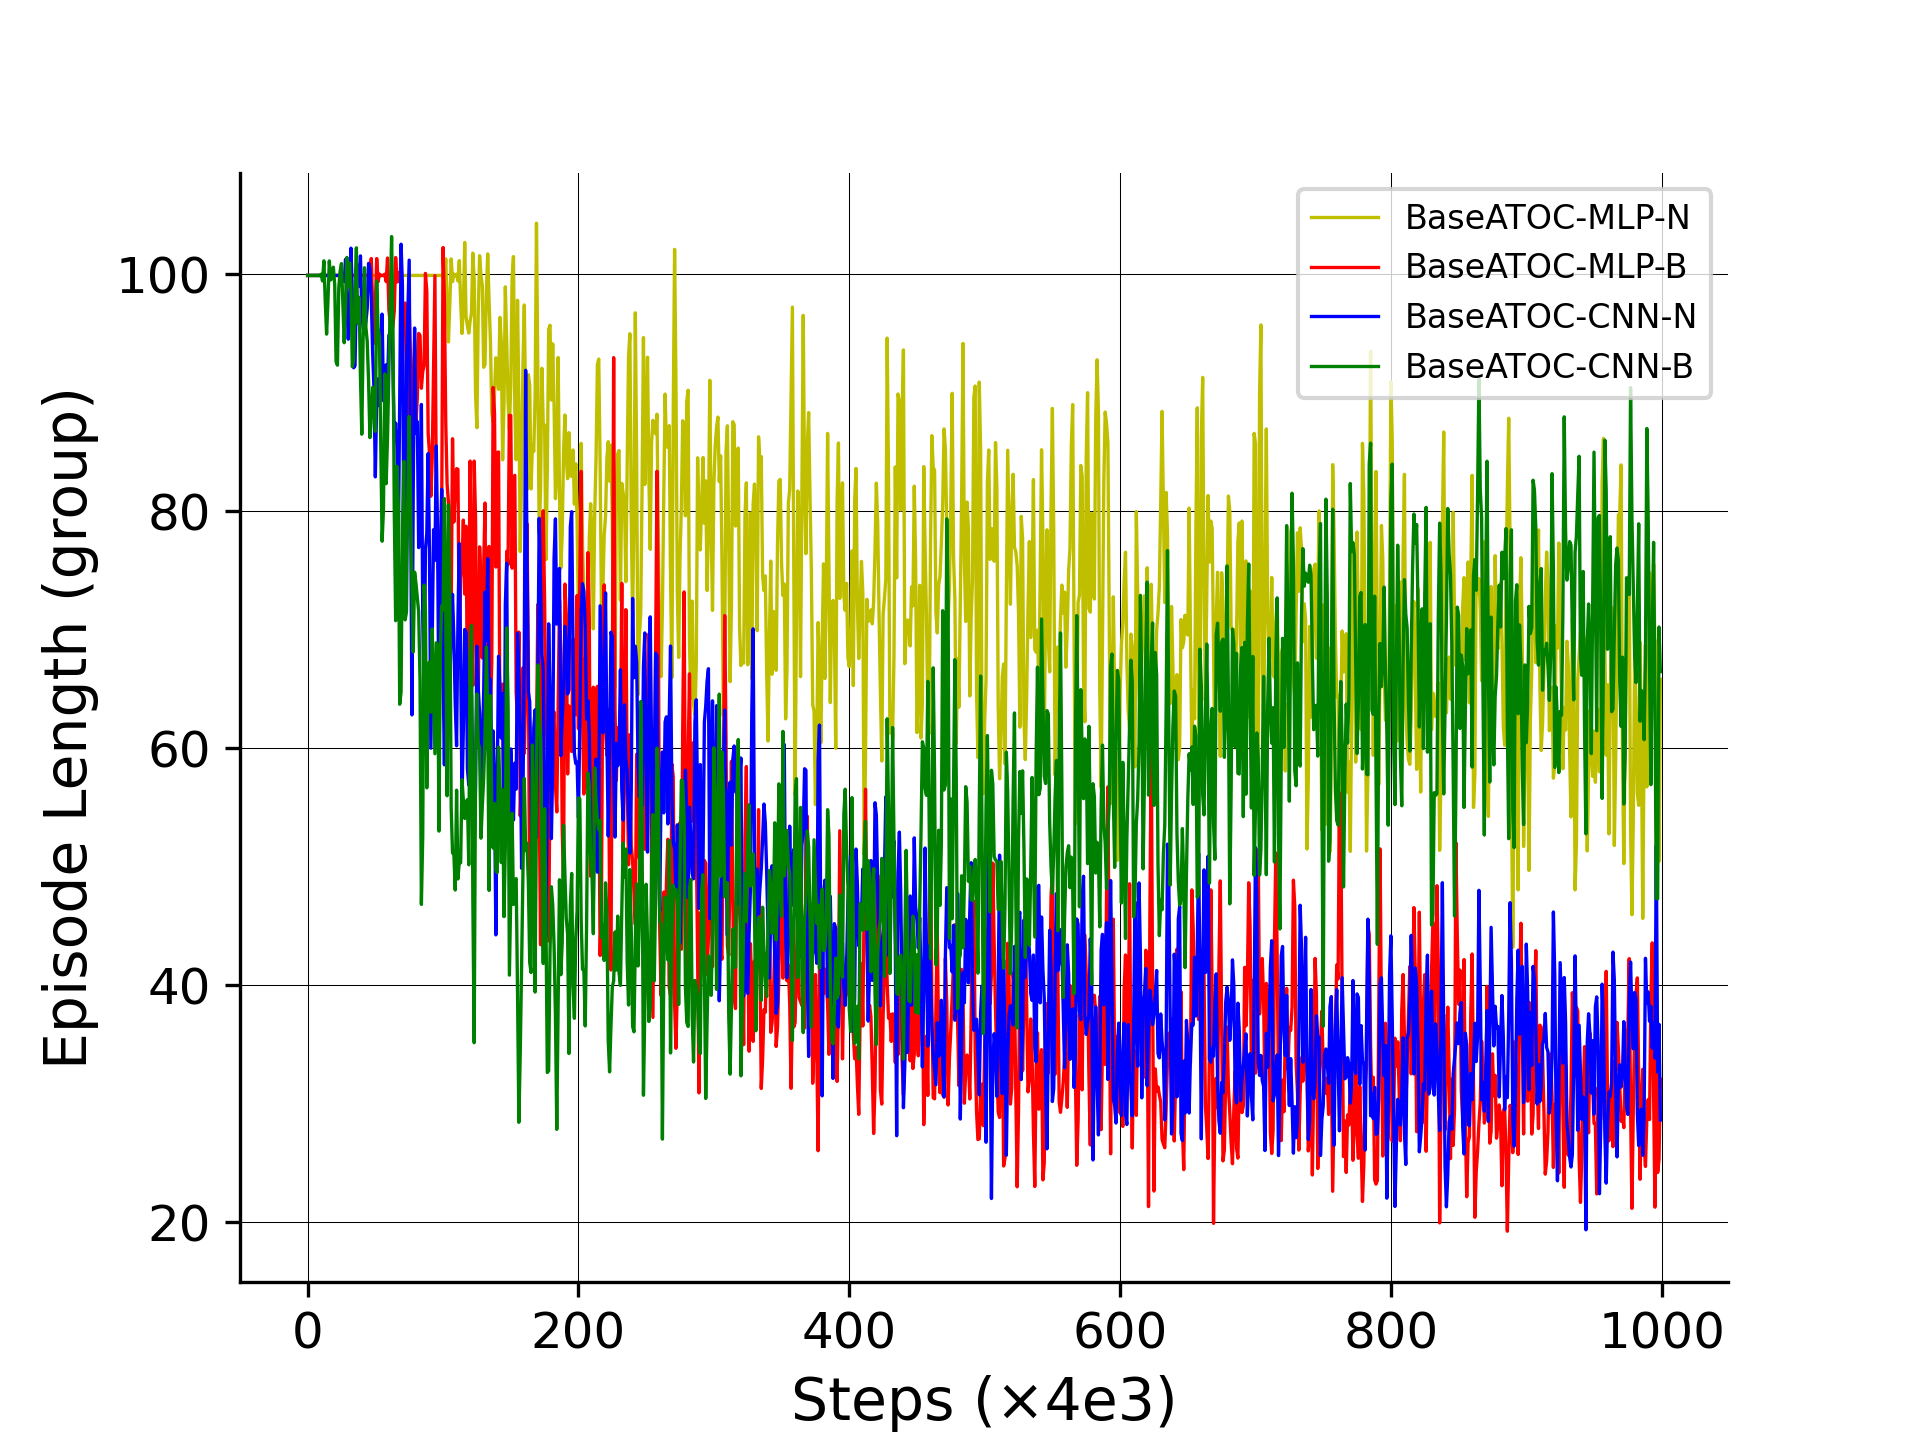 BaseATOC-MLP-N
BaseATOC-MLP-B
BaseATOC-CNN-N
BaseATOC-CNN-B
Episode Length (group)
100
80
60
40
20
0 200 400 600 800 1000
Steps (×4e3)